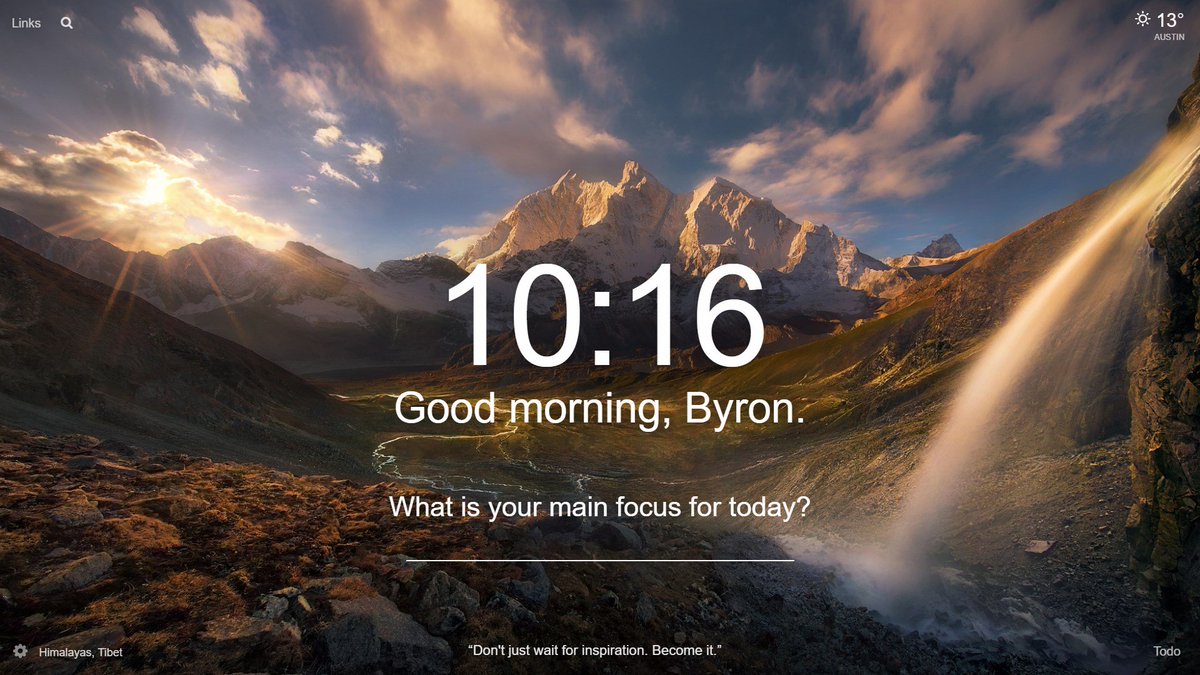 Links
13°
AUSTIN
10:16
Good morning, Byron.
What is your main focus for today?
Himalayas, Tibet
“Don't just wait for inspiration. Become it.”
Todo